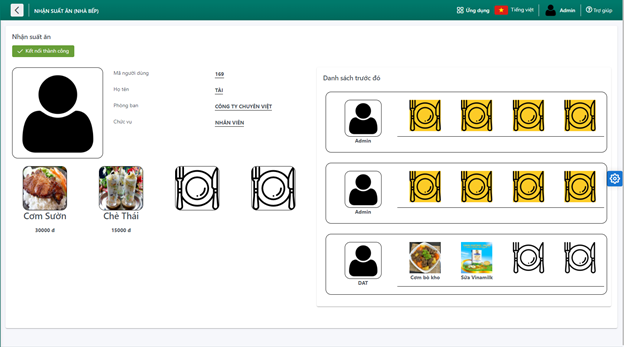 NHẬN SUẤT ĂN (NHÀ BẾP)
Ứng dụng
Tiếng việt
Admin
Trợ giúp
Nhận suất ăn
Kết nối thành công
Mã người dùng
169
Họ tên
TÀI
Phòng ban
CÔNG TY CHUYÊN VIỆT
Chức vụ
NHÂN VIÊN
Cơm Sườn
Chè Thái
30000 đ
15000 đ
Danh sách trước đó
Admin
Admin
Cơm bò kho
Sữa Vinamilk
DAT